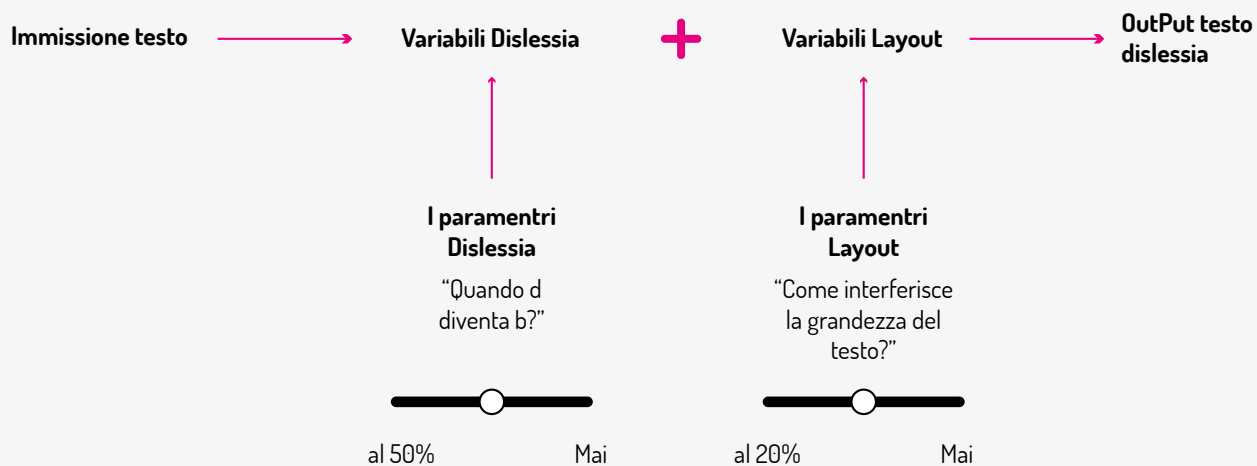 Immissione testo
Variabili Dislessia
Variabili Layout
OutPut testo
dislessia
I paramentri
Dislessia
“Quando d
diventa b?”
al 50%
Mai
I paramentri
Layout
“Come interferisce
la grandezza del
testo?”
al 20%
Mai